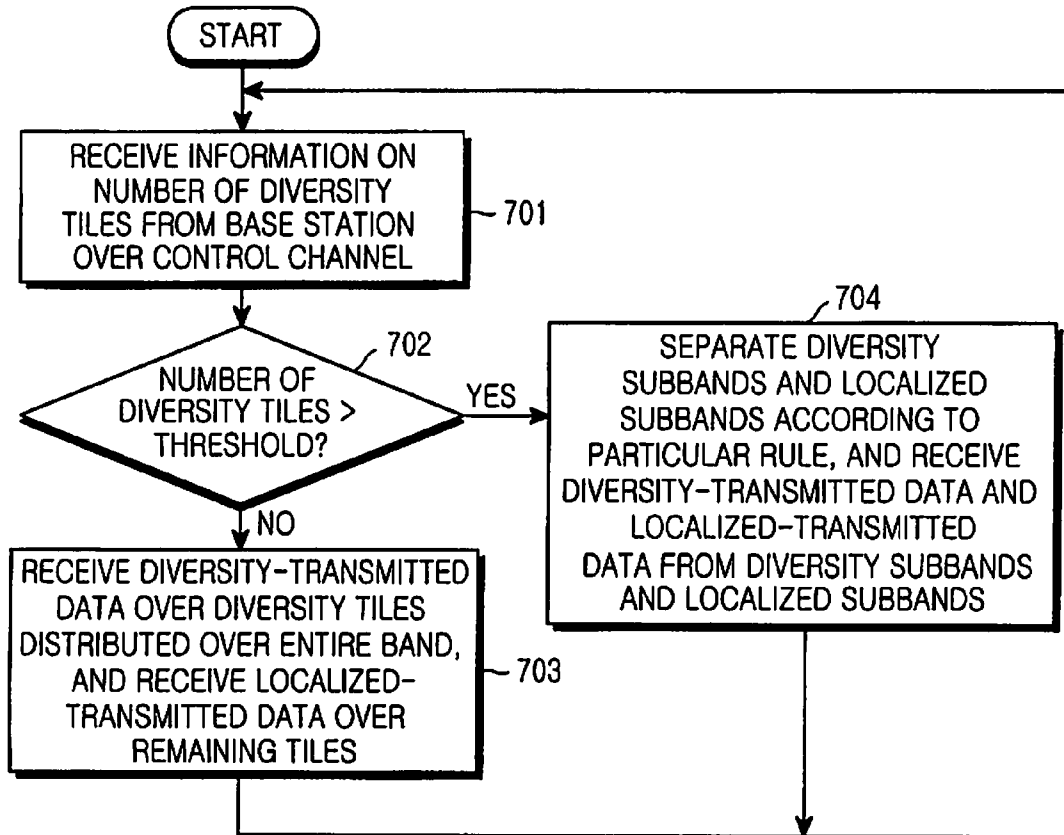 START
RECEIVE INFORMATION ON
NUMBER OF DIVERSITY
TILES FROM BASE STATION
OVER CONTROL CHANNEL
701
702
NUMBER OF
DIVERSITY TILES >
THRESHOLD?
YES
NO
704
SEPARATE DIVERSITY
SUBBANDS AND LOCALIZED
SUBBANDS ACCORDING TO
PARTICULAR RULE, AND RECEIVE
DIVERSITY-TRANSMITTED DATA AND
LOCALIZED-TRANSMITTED
DATA FROM DIVERSITY SUBBANDS
AND LOCALIZED SUBBANDS
RECEIVE DIVERSITY-TRANSMITTED
DATA OVER DIVERSITY TILES
DISTRIBUTED OVER ENTIRE BAND,
AND RECEIVE LOCALIZED-
TRANSMITTED DATA OVER
REMAINING TILES
703